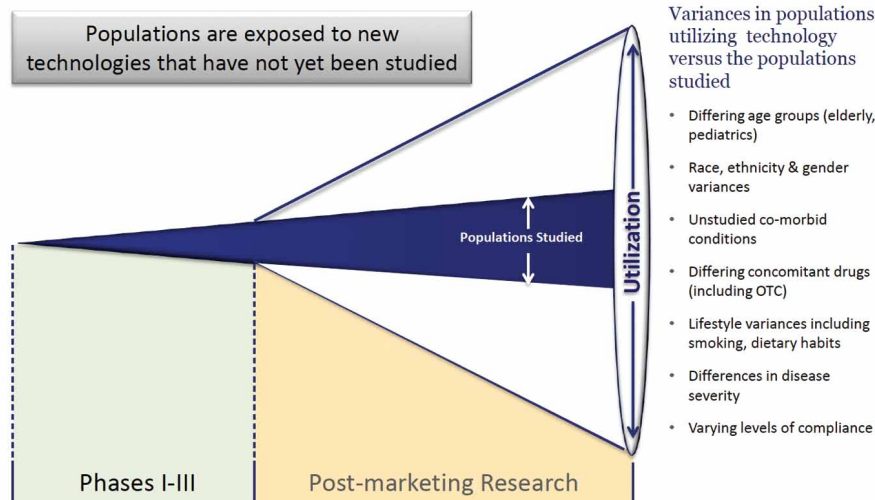 Populations are exposed to new
technologies that have not yet been studied
Variances in populations
utilizing technology
versus the populations
studied
• Differing age groups (elderly,
pediatrics)
• Race, ethnicity & gender
variances
• Unstudied co-morbid
conditions
• Differing concomitant drugs
(including OTC)
• Lifestyle variances including
smoking, dietary habits
• Differences in disease
severity
• Varying levels of compliance
Populations Studied
Utilization
Phases I-III
Post-marketing Research